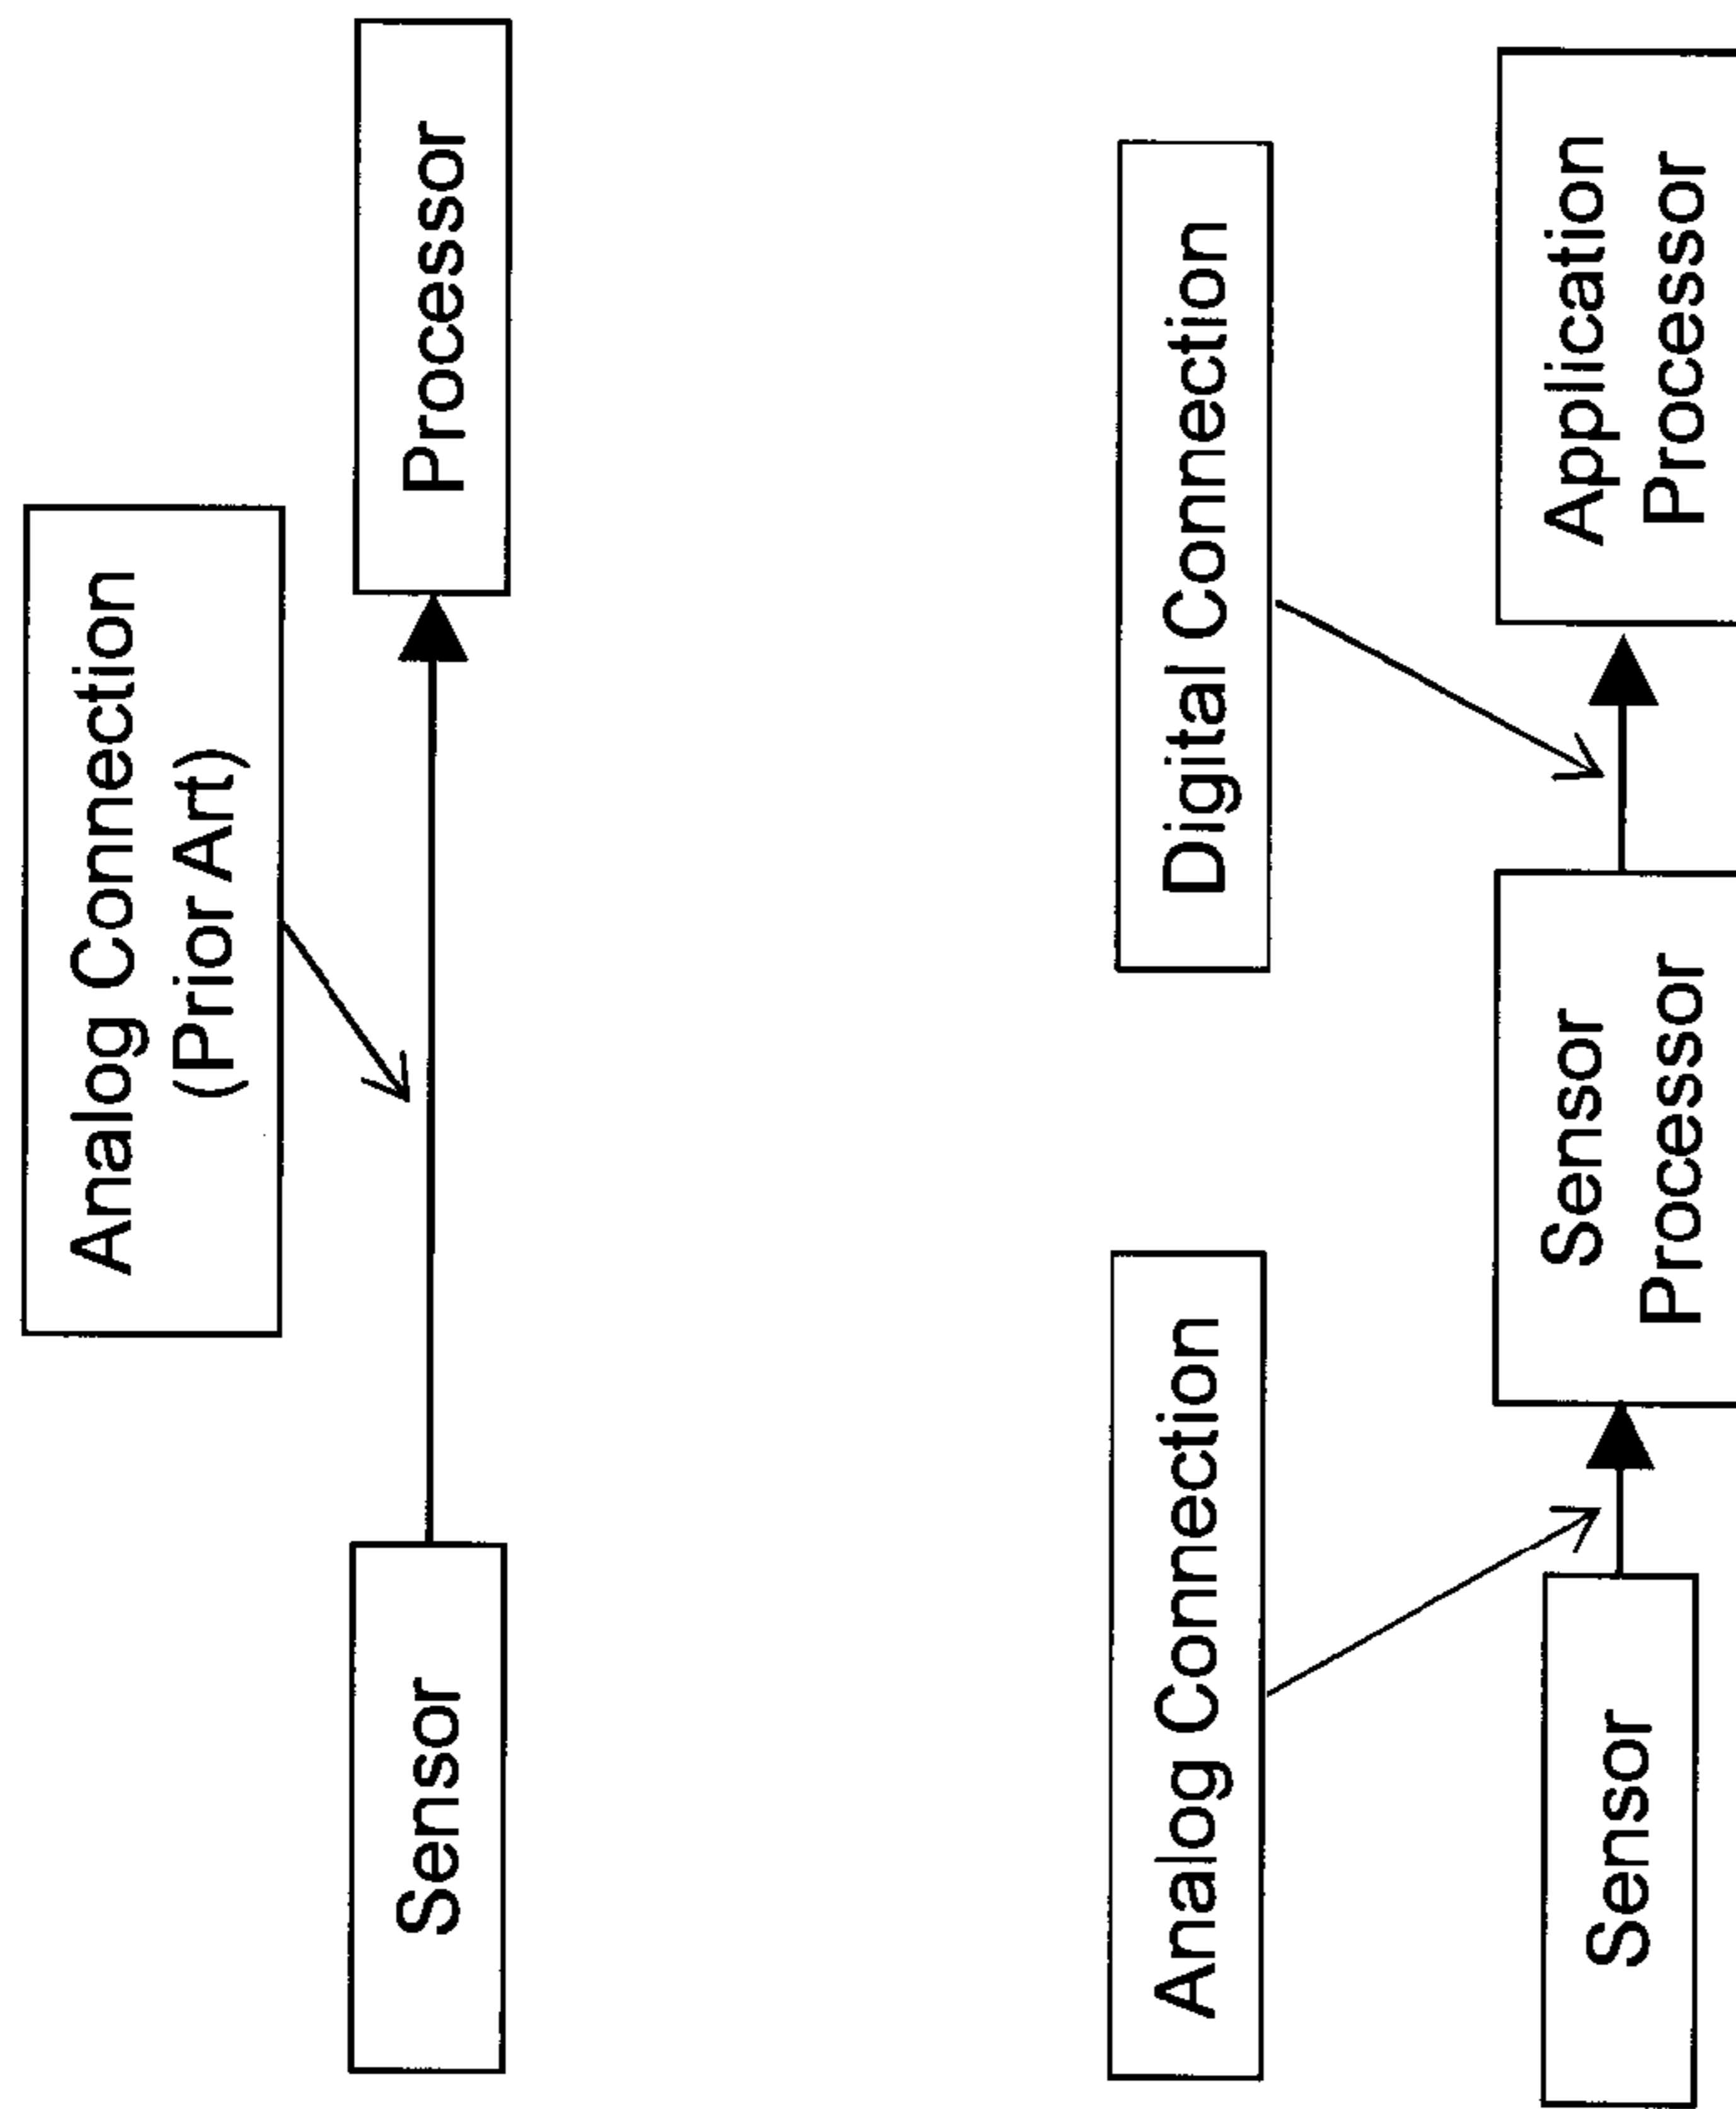 Analog Connection
(Prior Art)
Sensor
Processor
Analog Connection
Digital Connection
Sensor
Sensor
Processor
Application
Processor